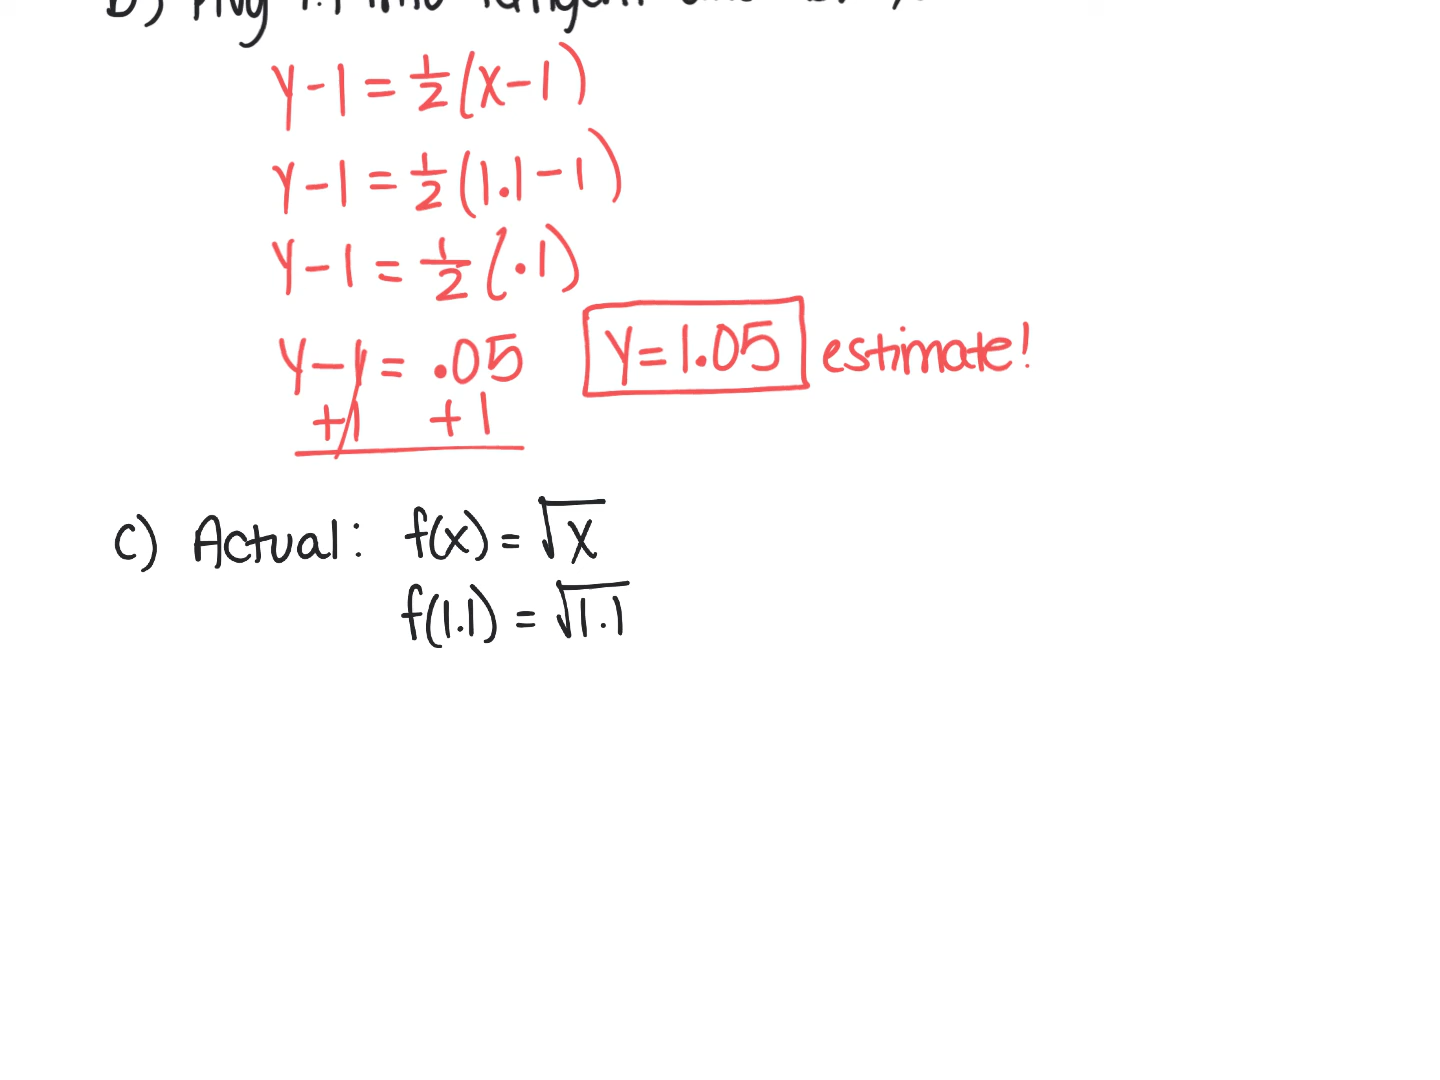 y-1 = 1/2(x-1)
y-1 = 1/2(1.1-1)
y-1 = 1/2(.1)
y-1 = .05 y=1.05 estimate!
+1 +1
c) Actual: f(x) = √x
f(1.1) = √1.1